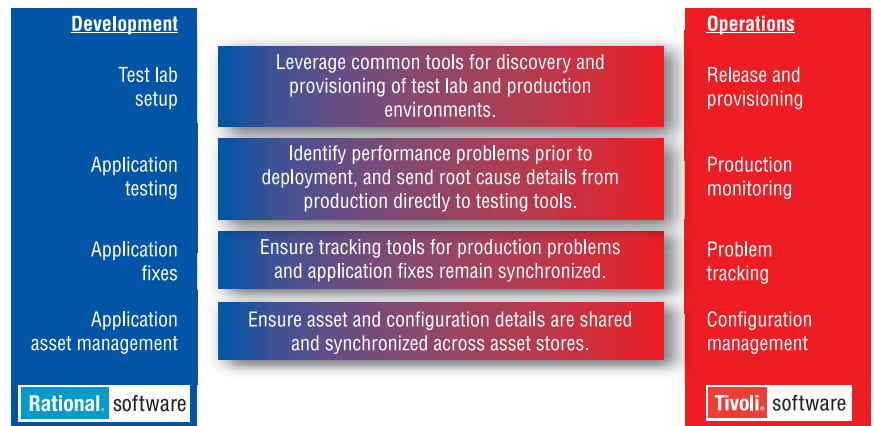 Development
Operations
Test lab
setup
Leverage common tools for discovery and
provisioning of test lab and production
environments.
Release and
provisioning
Application
testing
Identify performance problems prior to
deployment, and send root cause details from
production directly to testing tools.
Production
monitoring
Application
fixes
Ensure tracking tools for production problems
and application fixes remain synchronized.
Problem
tracking
Application
asset management
Ensure asset and configuration details are shared
and synchronized across asset stores.
Configuration
management
Rational. software
Tivoli. software